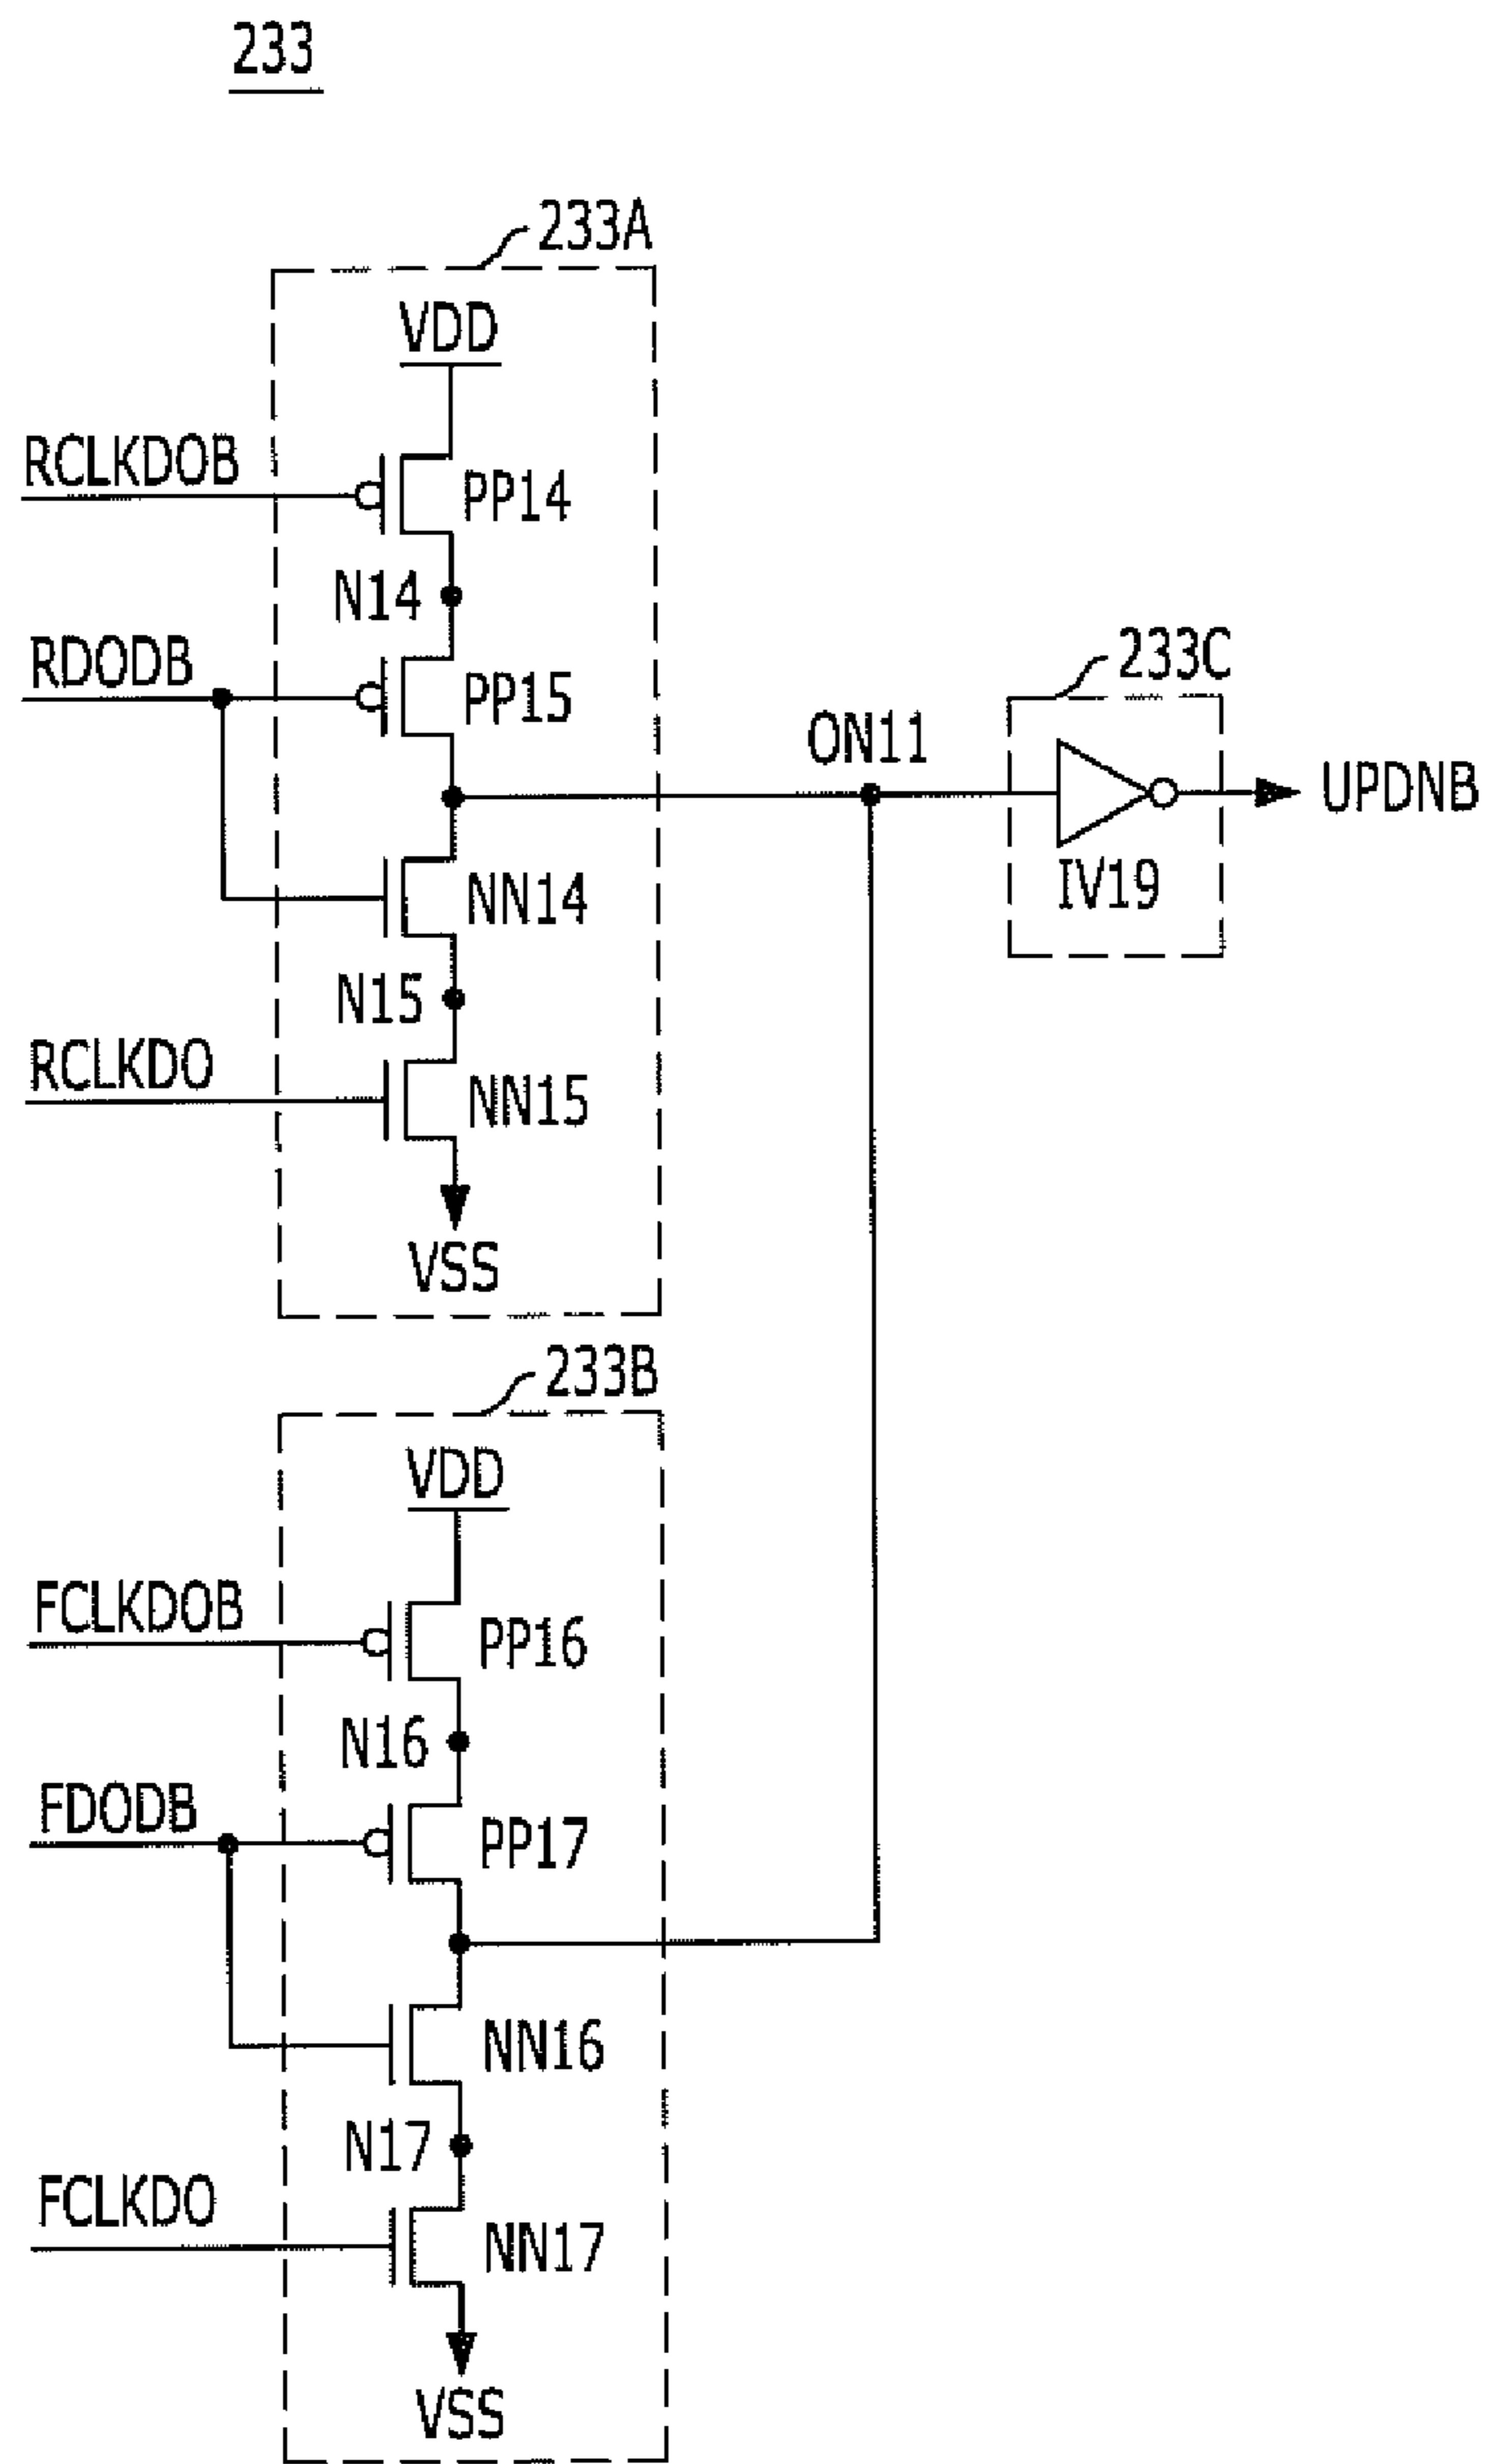 233
233A
VDD
RCLKDOB
PP14
N14
RDODB
PP15
233C
ON11
UPDNB
NN14
IV19
N15
RCLKDO
NN15
VSS
233B
VDD
FCLKDOB
PP16
N16
FDODB
PP17
NN16
N17
FCLKDO
NN17
VSS